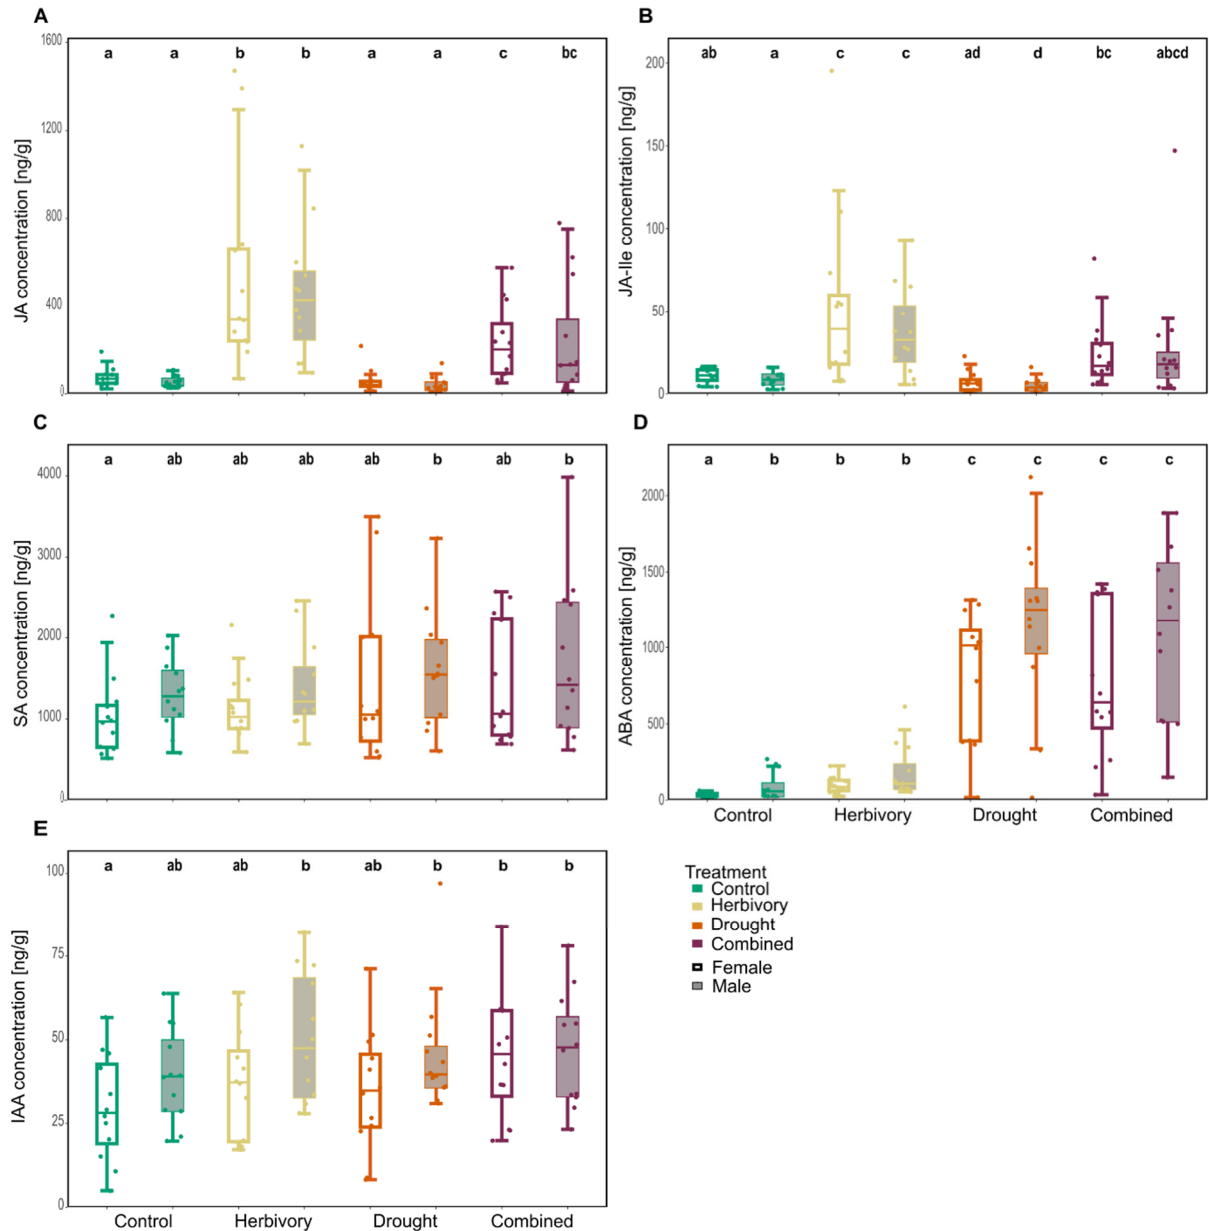 A
JA concentration [ng/g]
1600
1200
800
400
0
a a b b a a c bc
B
JA-Ile concentration [ng/g]
200
150
100
50
0
ab a c c ad d bc abcd
C
SA concentration [ng/g]
4000
3000
2000
1000
0
a ab ab ab ab b ab b
D
ABA concentration [ng/g]
2000
1500
1000
500
0
a b b b c c c c
Control Herbivory Drought Combined
E
IAA concentration [ng/g]
100
75
50
25
0
a ab ab b ab b b b
Control Herbivory Drought Combined
Treatment
Control
Herbivory
Drought
Combined
Female
Male